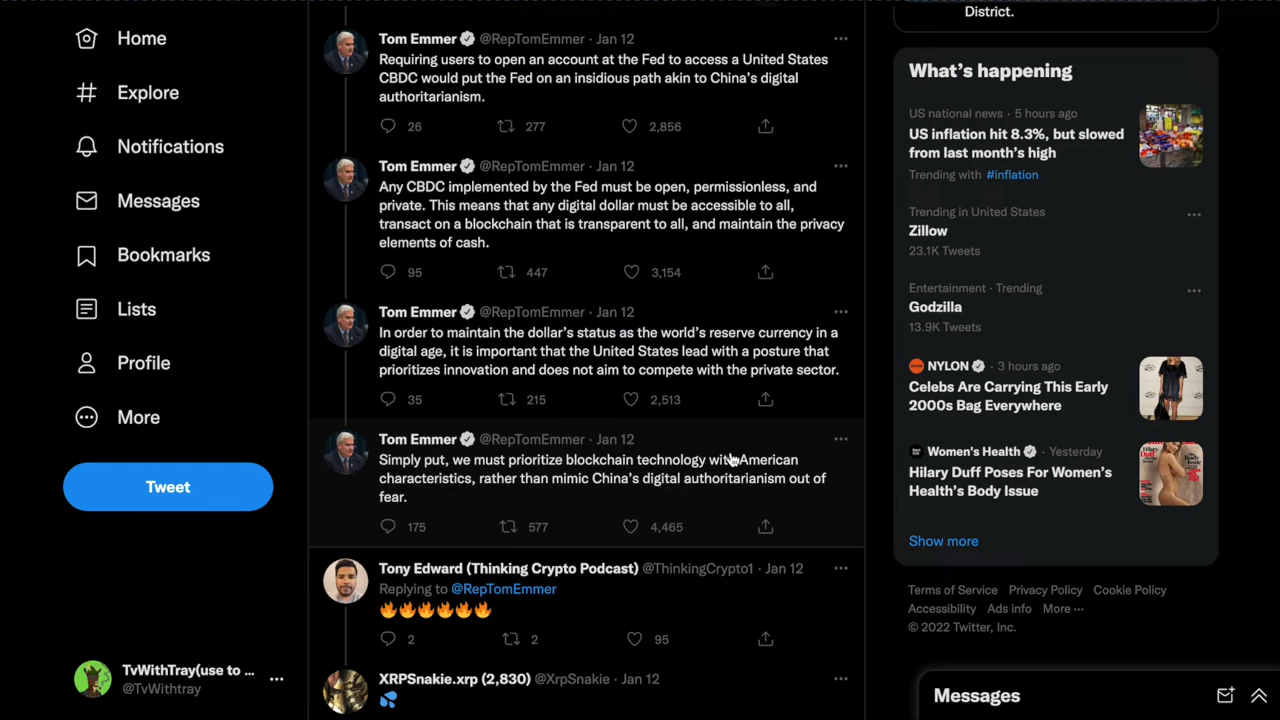 Home
Explore
Notifications
Messages
Bookmarks
Lists
Profile
More
Tweet
TvWithTray(use to ...
@TvWithtray
Tom Emmer @RepTomEmmer · Jan 12
Requiring users to open an account at the Fed to access a United States
CBDC would put the Fed on an insidious path akin to China's digital
authoritarianism.
26 277 2,856
Tom Emmer @RepTomEmmer · Jan 12
Any CBDC implemented by the Fed must be open, permissionless, and
private. This means that any digital dollar must be accessible to all,
transact on a blockchain that is transparent to all, and maintain the privacy
elements of cash.
95 447 3,154
Tom Emmer @RepTomEmmer · Jan 12
In order to maintain the dollar's status as the world's reserve currency in a
digital age, it is important that the United States lead with a posture that
prioritizes innovation and does not aim to compete with the private sector.
35 215 2,513
Tom Emmer @RepTomEmmer · Jan 12
Simply put, we must prioritize blockchain technology with American
characteristics, rather than mimic China's digital authoritarianism out of
fear.
175 577 4,465
Tony Edward (Thinking Crypto Podcast) @ThinkingCrypto1 · Jan 12
Replying to @RepTomEmmer
🔥🔥🔥🔥🔥🔥
2 2 95
XRPSnakie.xrp (2,830) @XrpSnakie · Jan 12
💦
District.
What's happening
US national news · 5 hours ago
US inflation hit 8.3%, but slowed
from last month's high
Trending with #inflation
Trending in United States
Zillow
23.1K Tweets
Entertainment · Trending
Godzilla
13.9K Tweets
NYLON · 3 hours ago
Celebs Are Carrying This Early
2000s Bag Everywhere
Women's Health · Yesterday
Hilary Duff Poses For Women's
Health's Body Issue
Show more
Terms of Service Privacy Policy Cookie Policy
Accessibility Ads info More ···
© 2022 Twitter, Inc.
Messages